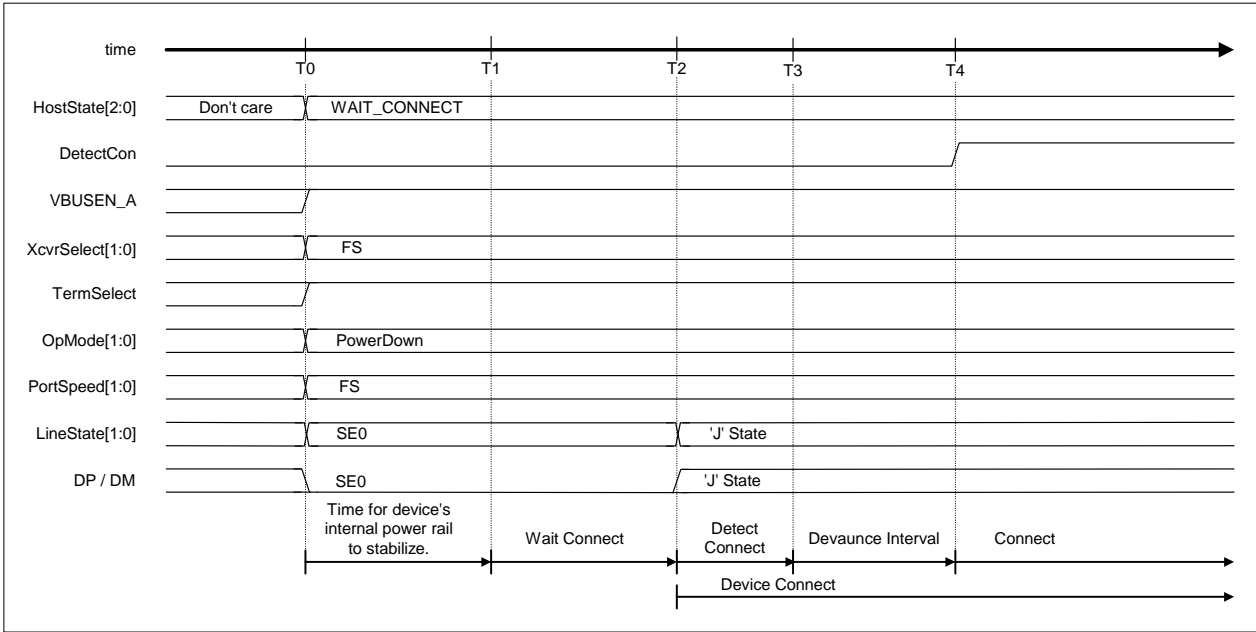 time
T0 T1 T2 T3 T4
HostState[2:0] Don't care WAIT_CONNECT
DetectCon
VBUSEN_A
XcvrSelect[1:0] FS
TermSelect
OpMode[1:0] PowerDown
PortSpeed[1:0] FS
LineState[1:0] SE0 'J' State
DP / DM SE0 'J' State
Time for device's
internal power rail
to stabilize.
Wait Connect
Detect
Connect
Devaunce Interval
Connect
Device Connect